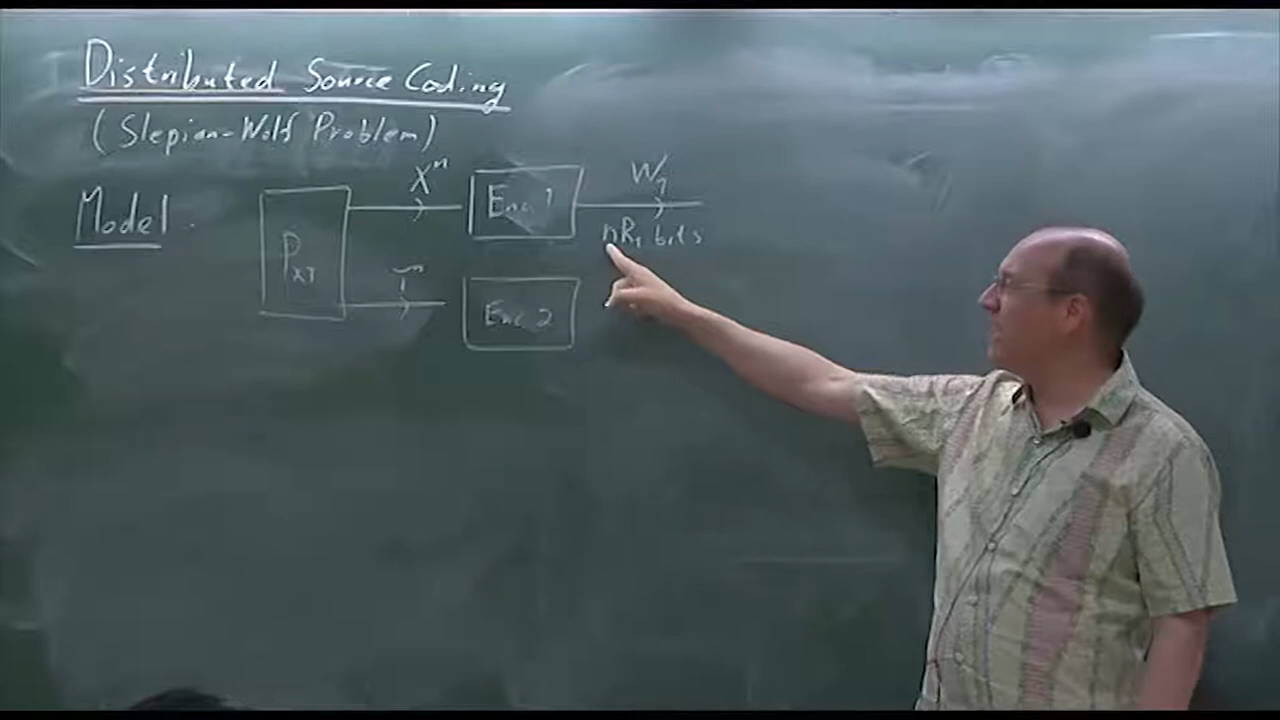 Distributed Source Coding
(Slepian-Wolf Problem)
Model
P_XY
X^n
Enc. 1
W_1
nR_1 bits
Y^n
Enc. 2